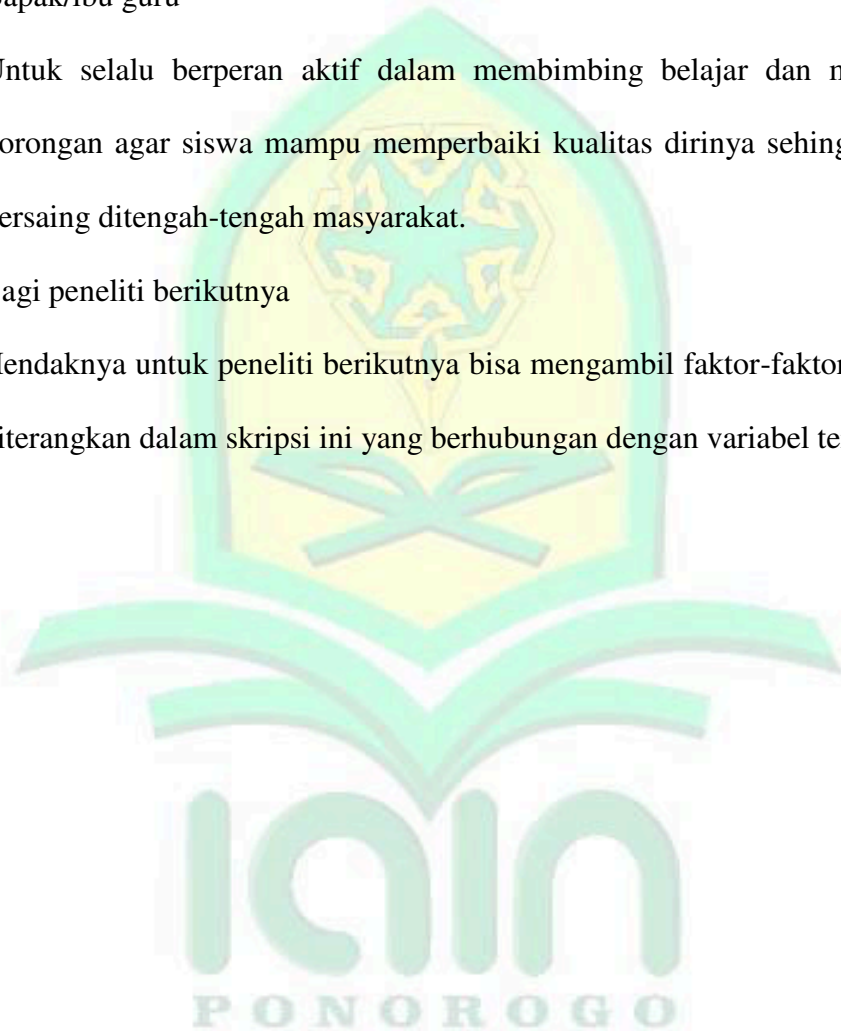 Bapak/Ibu guru
Untuk selalu berperan aktif dalam membimbing belajar dan
dorongan agar siswa mampu memperbaiki kualitas dirinya
bersaing ditengah-tengah masyarakat.
Bagi peneliti berikutnya
Hendaknya untuk peneliti berikutnya bisa mengambil faktor-faktor
diterangkan dalam skripsi ini yang berhubungan dengan variabel
iain
PONOROGO